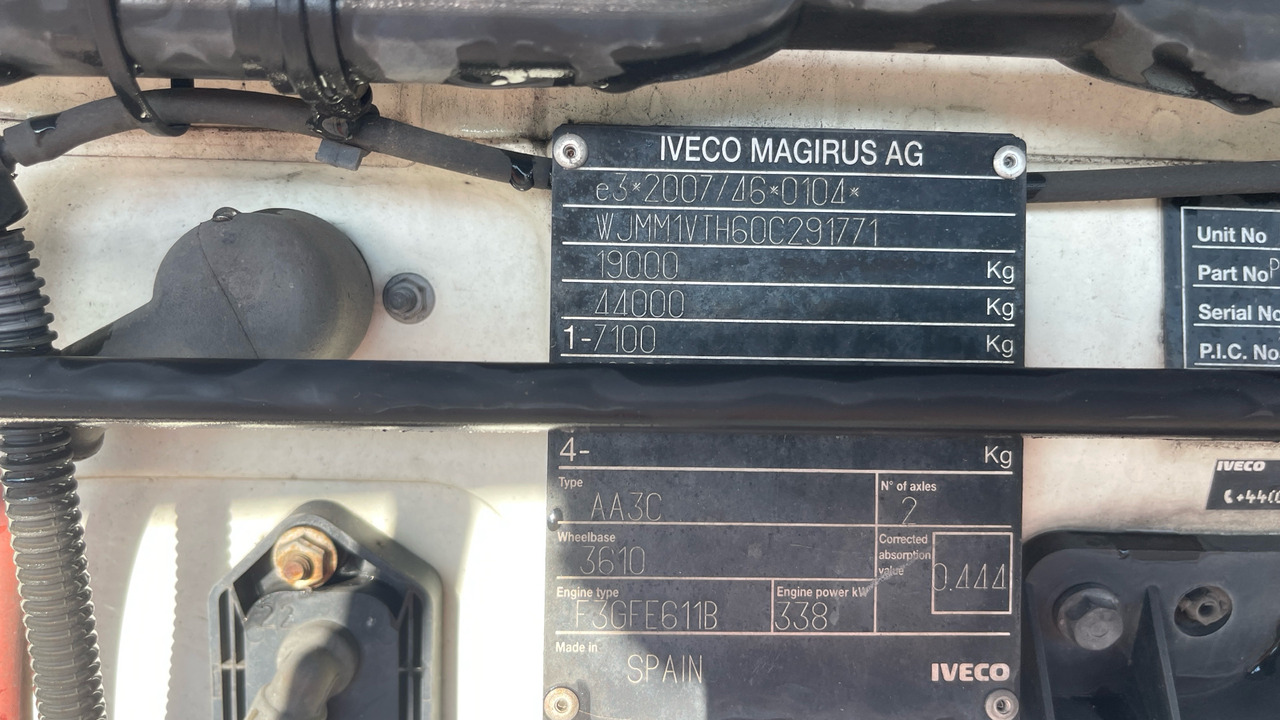 IVECO MAGIRUS AG
e3*2007/46*0104*
WJMM1VTH60C291771
19000 Kg
44000 Kg
1-7100 Kg
4- Kg
Type
AA3C
N° of axles
2
Wheelbase
3610
Corrected
absorption
value
0.444
Engine type
F3GFE611B
Engine power kW
338
Made in
SPAIN
IVECO
Unit No
Part No P
Serial No
P.I.C. No
IVECO
22